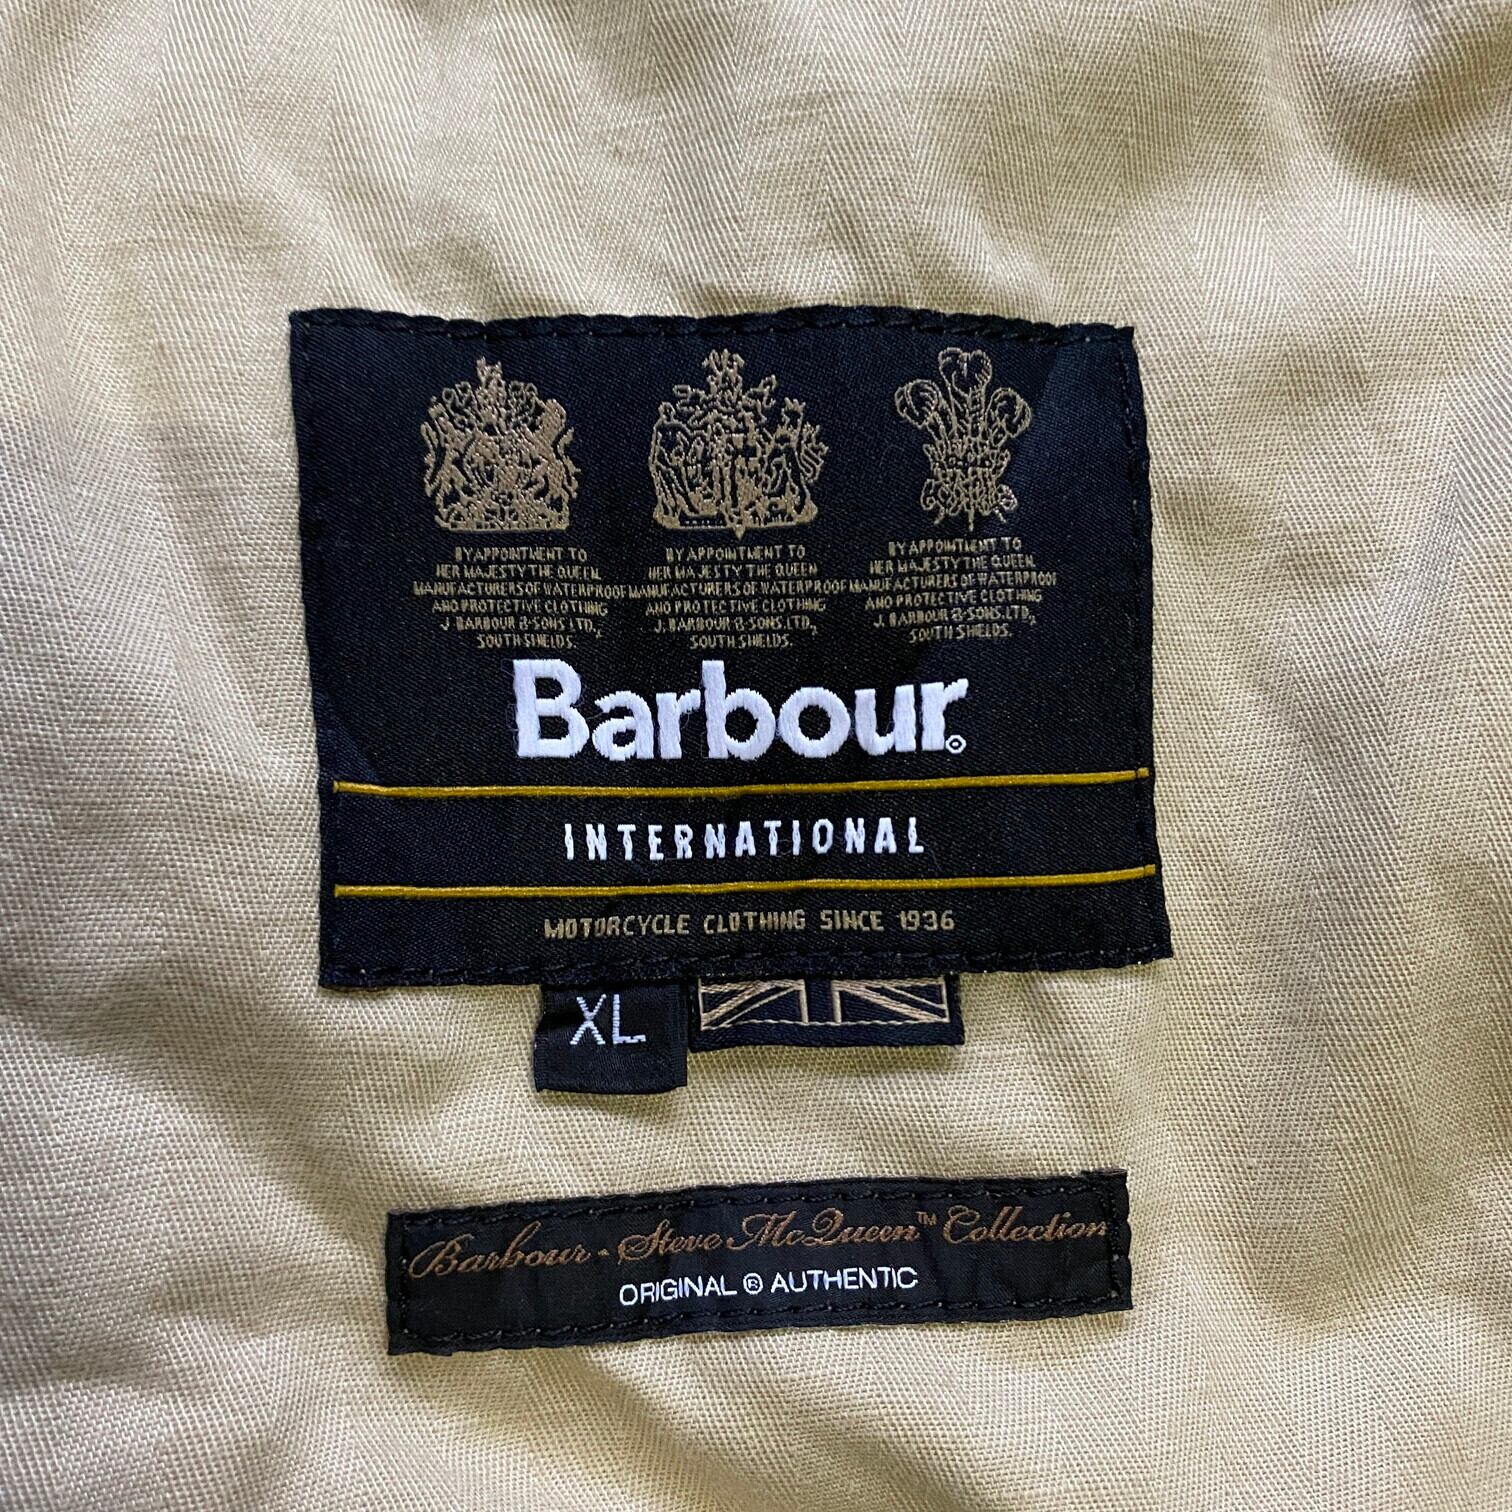 BY APPOINTMENT TO
HER MAJESTY THE QUEEN
MANUFACTURERS OF WATERPROOF
AND PROTECTIVE CLOTHING
J. BARBOUR & SONS. LTD,
SOUTH SHIELDS.
BY APPOINTMENT TO
HER MAJESTY THE QUEEN
MANUFACTURERS OF WATERPROOF
AND PROTECTIVE CLOTHING
J. BARBOUR & SONS. LTD,
SOUTH SHIELDS.
BY APPOINTMENT TO
HER MAJESTY THE QUEEN
MANUFACTURERS OF WATERPROOF
AND PROTECTIVE CLOTHING
J. BARBOUR & SONS. LTD,
SOUTH SHIELDS.
Barbour®
INTERNATIONAL
MOTORCYCLE CLOTHING SINCE 1936
XL
Barbour - Steve McQueen™ Collection
ORIGINAL ® AUTHENTIC